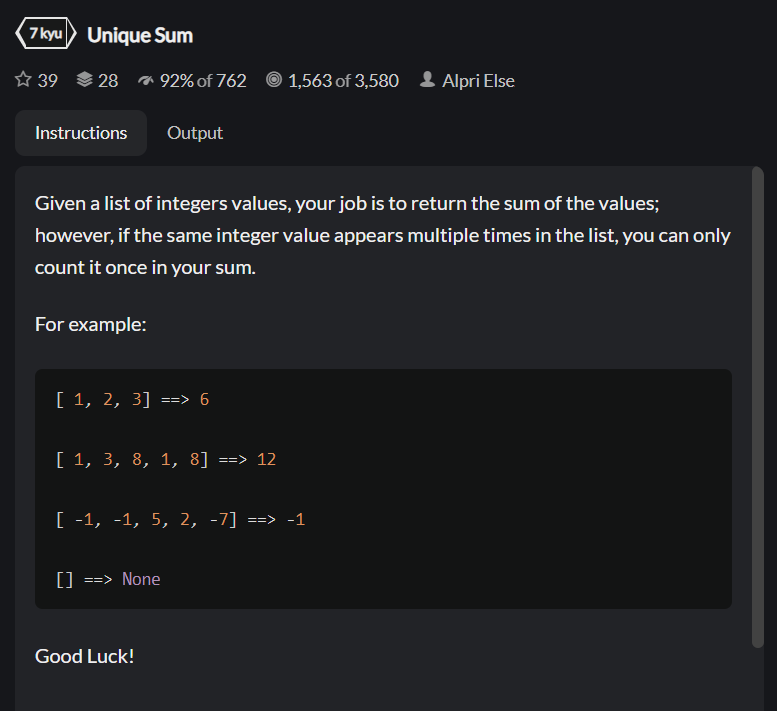 7 kyu Unique Sum
39 28 92% of 762 1,563 of 3,580 Alpri Else
Instructions Output
Given a list of integers values, your job is to return the sum of the values;
however, if the same integer value appears multiple times in the list, you can only
count it once in your sum.
For example:
[ 1, 2, 3] ==> 6
[ 1, 3, 8, 1, 8] ==> 12
[ -1, -1, 5, 2, -7] ==> -1
[] ==> None
Good Luck!